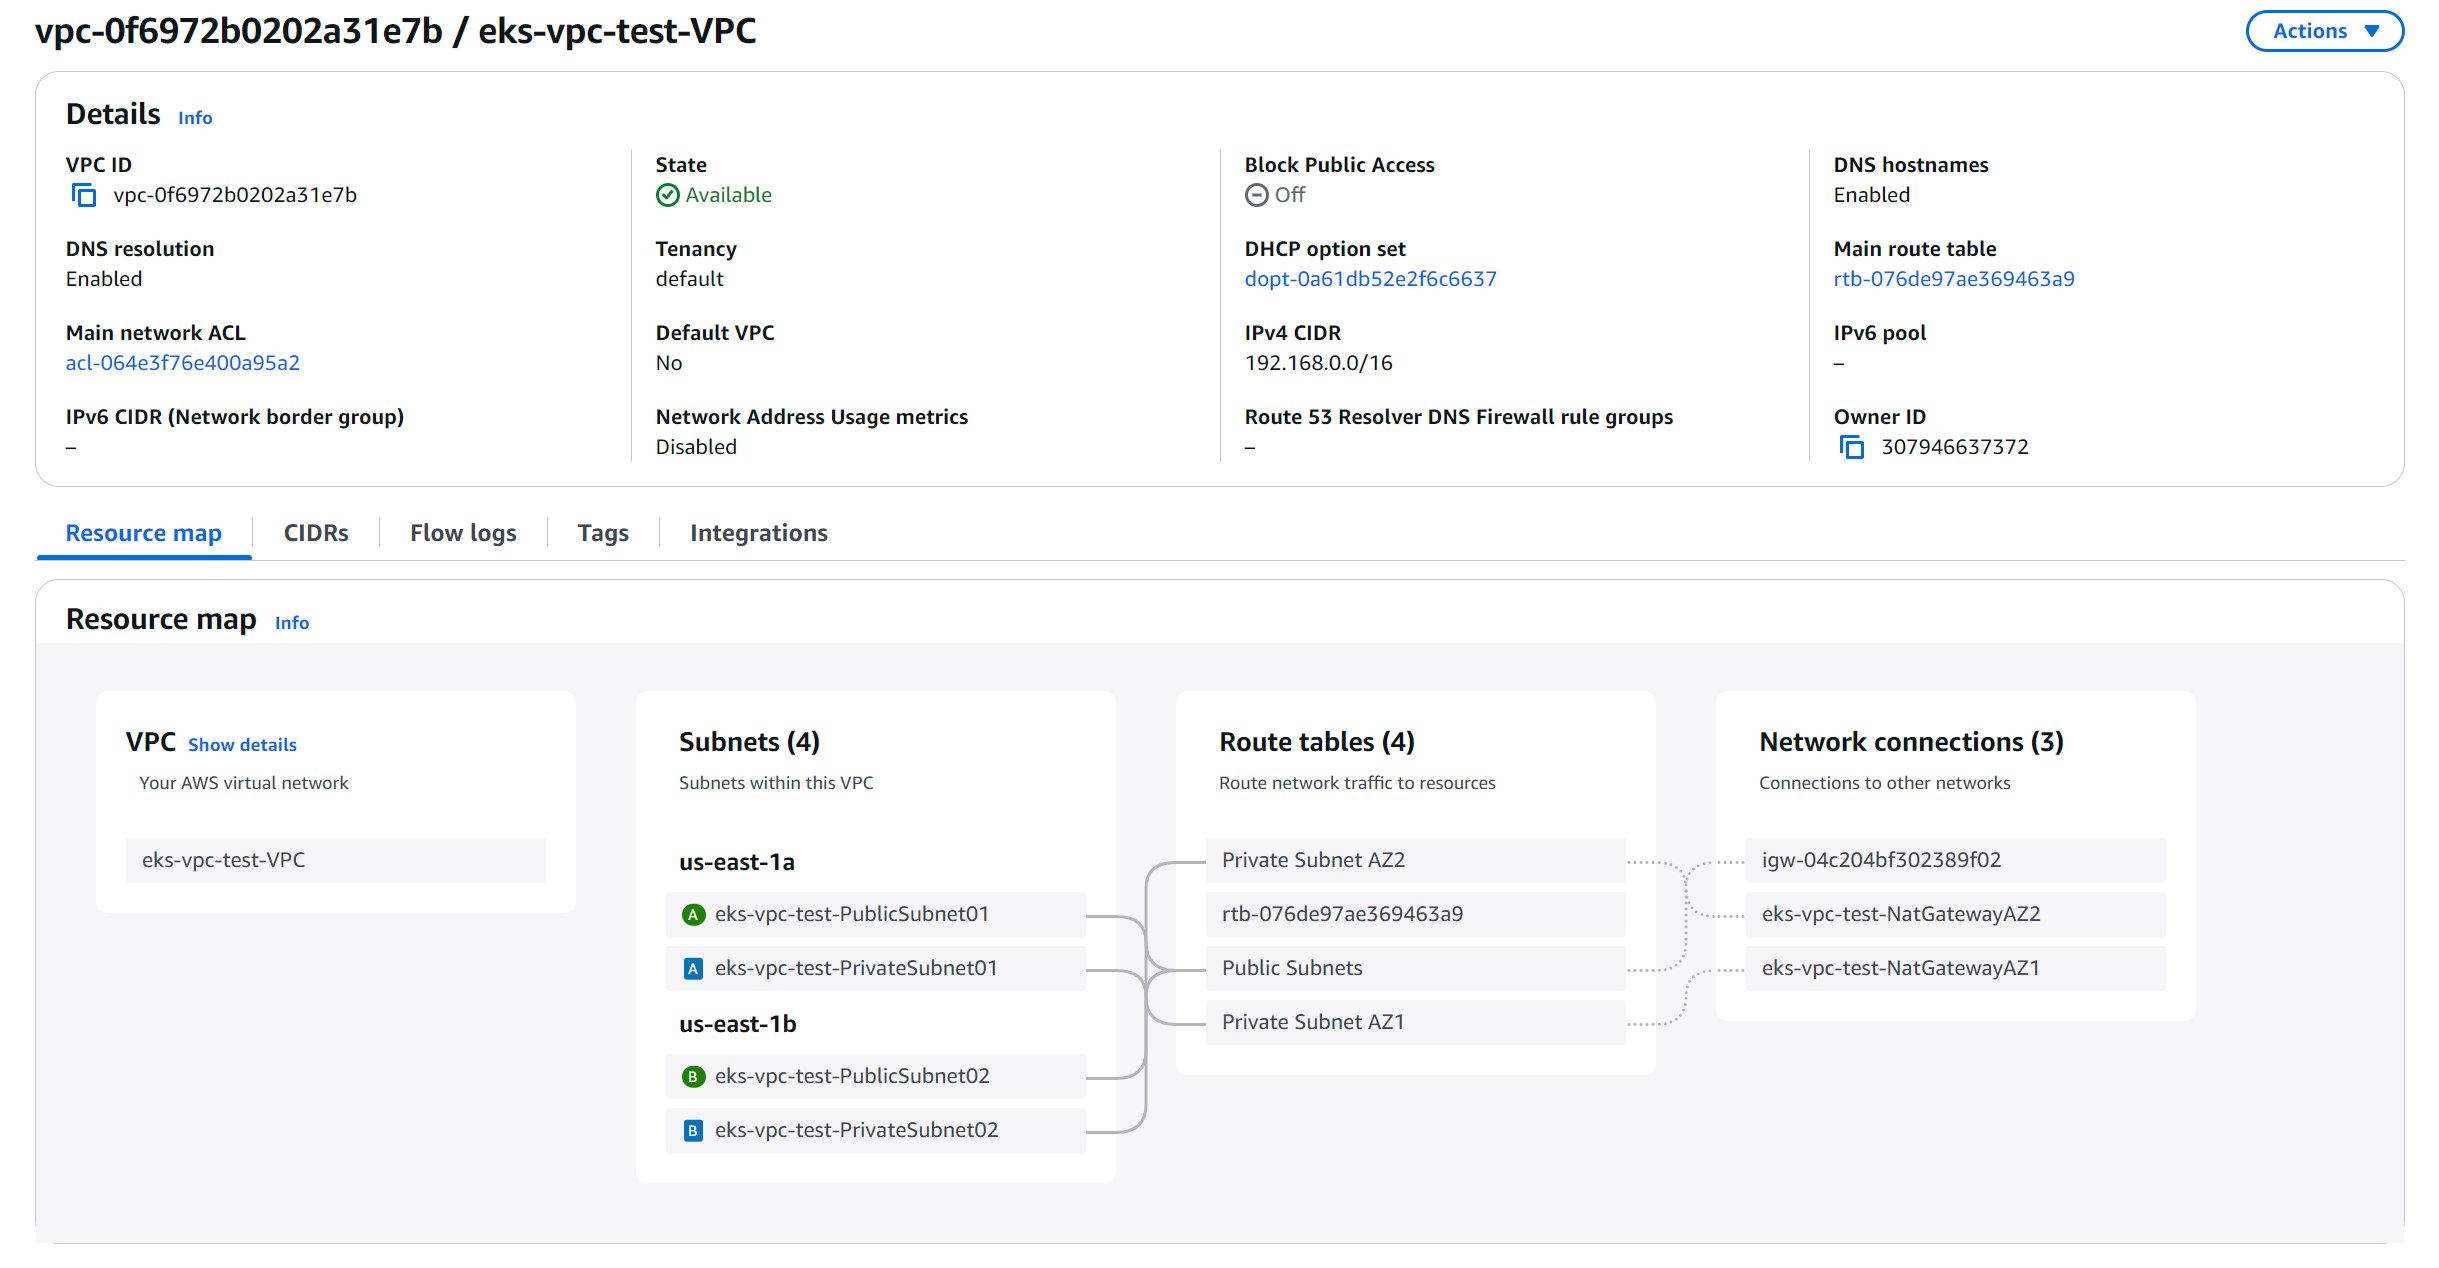 vpc-0f6972b0202a31e7b / eks-vpc-test-VPC
Actions
Details Info
VPC ID
vpc-0f6972b0202a31e7b
State
Available
Block Public Access
Off
DNS hostnames
Enabled
DNS resolution
Enabled
Tenancy
default
DHCP option set
dopt-0a61db52e2f6c6637
Main route table
rtb-076de97ae369463a9
Main network ACL
acl-064e3f76e400a95a2
Default VPC
No
IPv4 CIDR
192.168.0.0/16
IPv6 pool
–
IPv6 CIDR (Network border group)
–
Network Address Usage metrics
Disabled
Route 53 Resolver DNS Firewall rule groups
–
Owner ID
307946637372
Resource map
CIDRs
Flow logs
Tags
Integrations
Resource map Info
VPC Show details
Your AWS virtual network
eks-vpc-test-VPC
Subnets (4)
Subnets within this VPC
us-east-1a
A eks-vpc-test-PublicSubnet01
A eks-vpc-test-PrivateSubnet01
us-east-1b
B eks-vpc-test-PublicSubnet02
B eks-vpc-test-PrivateSubnet02
Route tables (4)
Route network traffic to resources
Private Subnet AZ2
rtb-076de97ae369463a9
Public Subnets
Private Subnet AZ1
Network connections (3)
Connections to other networks
igw-04c204bf302389f02
eks-vpc-test-NatGatewayAZ2
eks-vpc-test-NatGatewayAZ1